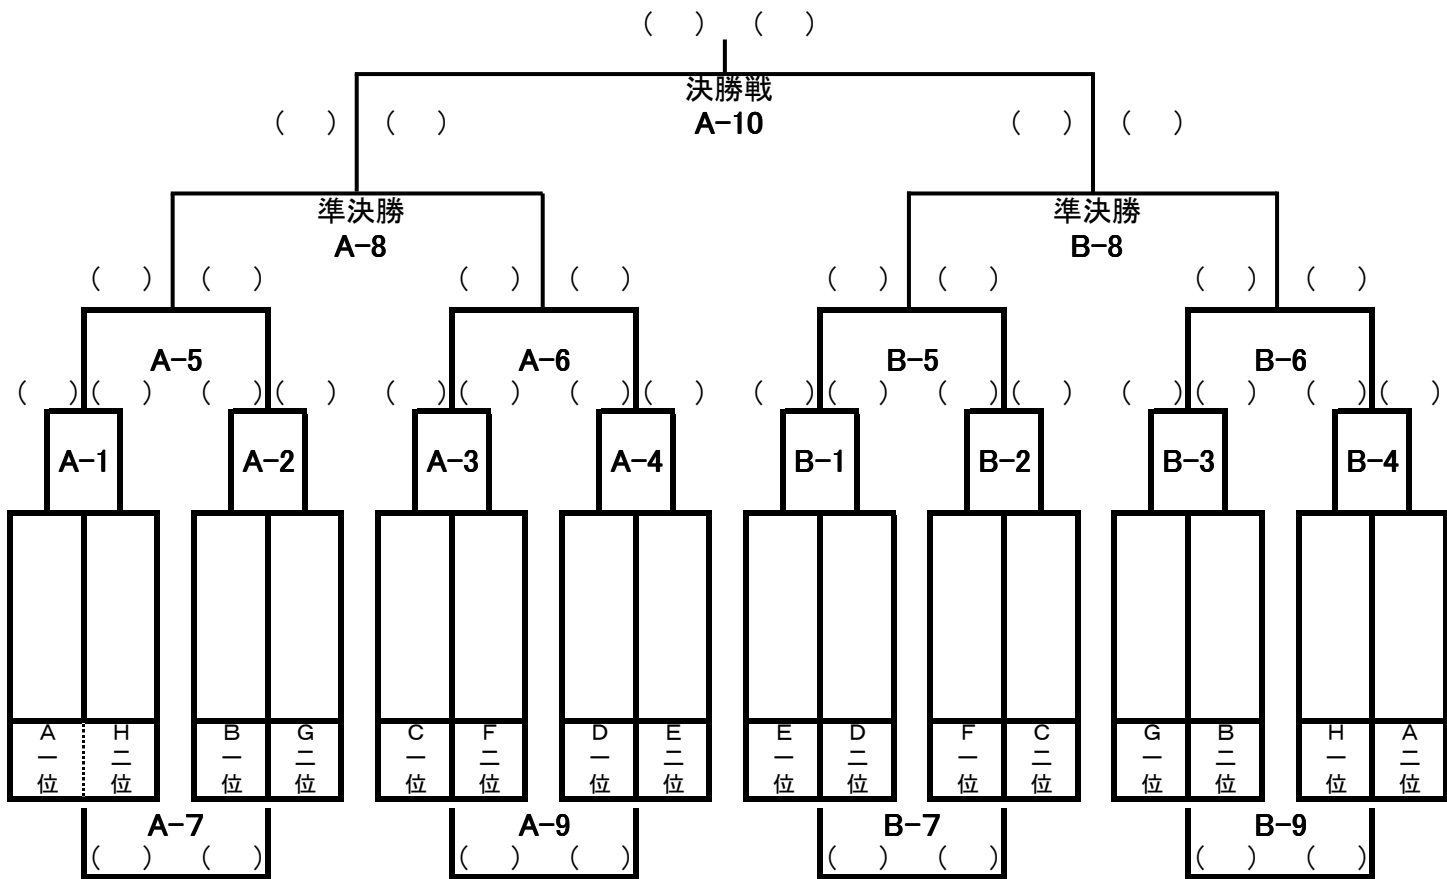 (　) (　)
決勝戦
A-10
(　) (　) (　) (　)
準決勝 準決勝
A-8 B-8
(　) (　) (　) (　) (　) (　) (　) (　)
A-5 A-6 B-5 B-6
(　) (　) (　) (　) (　) (　) (　) (　) (　) (　) (　) (　) (　) (　) (　) (　)
A-1 A-2 A-3 A-4 B-1 B-2 B-3 B-4
A一位 H二位 B一位 G二位 C一位 F二位 D一位 E二位 E一位 D二位 F一位 C二位 G一位 B二位 H一位 A二位
A-7 A-9 B-7 B-9
(　) (　) (　) (　) (　) (　) (　) (　)